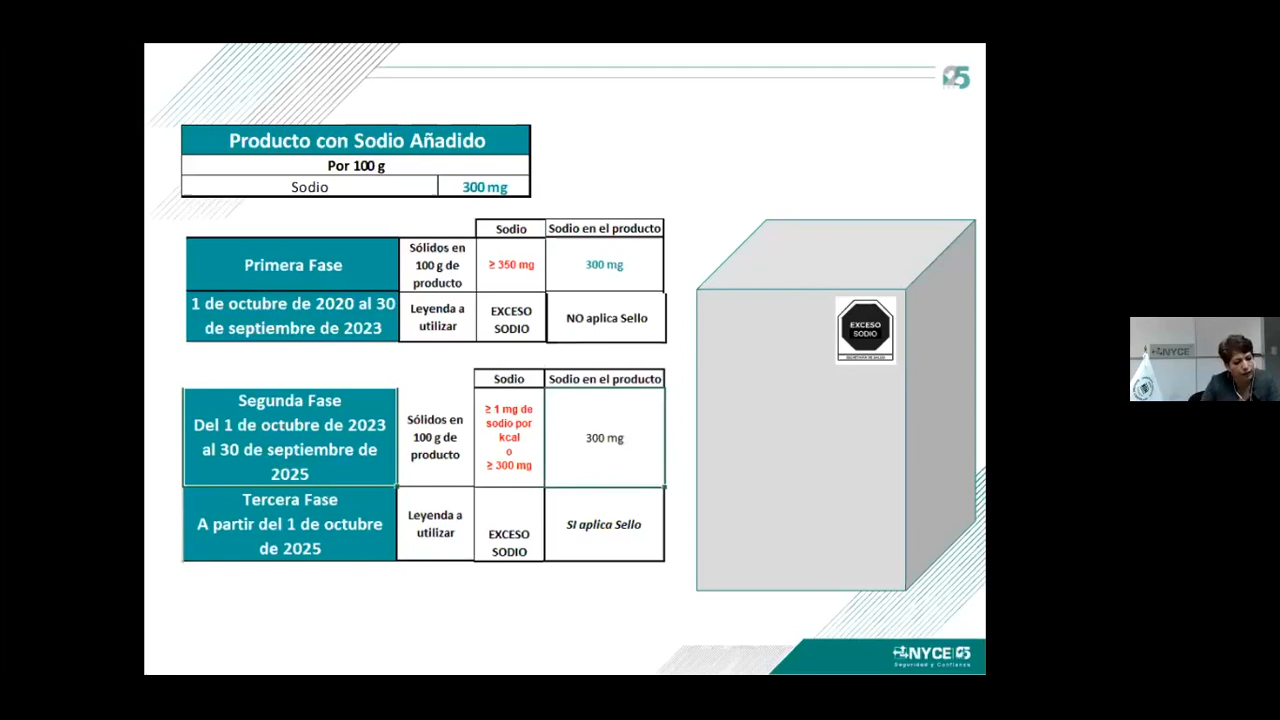 25
Producto con Sodio Añadido
Por 100 g
Sodio
300 mg
Sodio
Sodio en el producto
Primera Fase
Sólidos en
100 g de
producto
≥ 350 mg
300 mg
1 de octubre de 2020 al 30
de septiembre de 2023
Leyenda a
utilizar
EXCESO
SODIO
NO aplica Sello
Sodio
Sodio en el producto
Segunda Fase
Del 1 de octubre de 2023
al 30 de septiembre de
2025
Sólidos en
100 g de
producto
≥ 1 mg de
sodio por
kcal
o
≥ 300 mg
300 mg
Tercera Fase
A partir del 1 de octubre
de 2025
Leyenda a
utilizar
EXCESO
SODIO
SI aplica Sello
EXCESO
SODIO
SECRETARÍA DE SALUD
NYCE
NYCE 25
Seguridad y Confianza